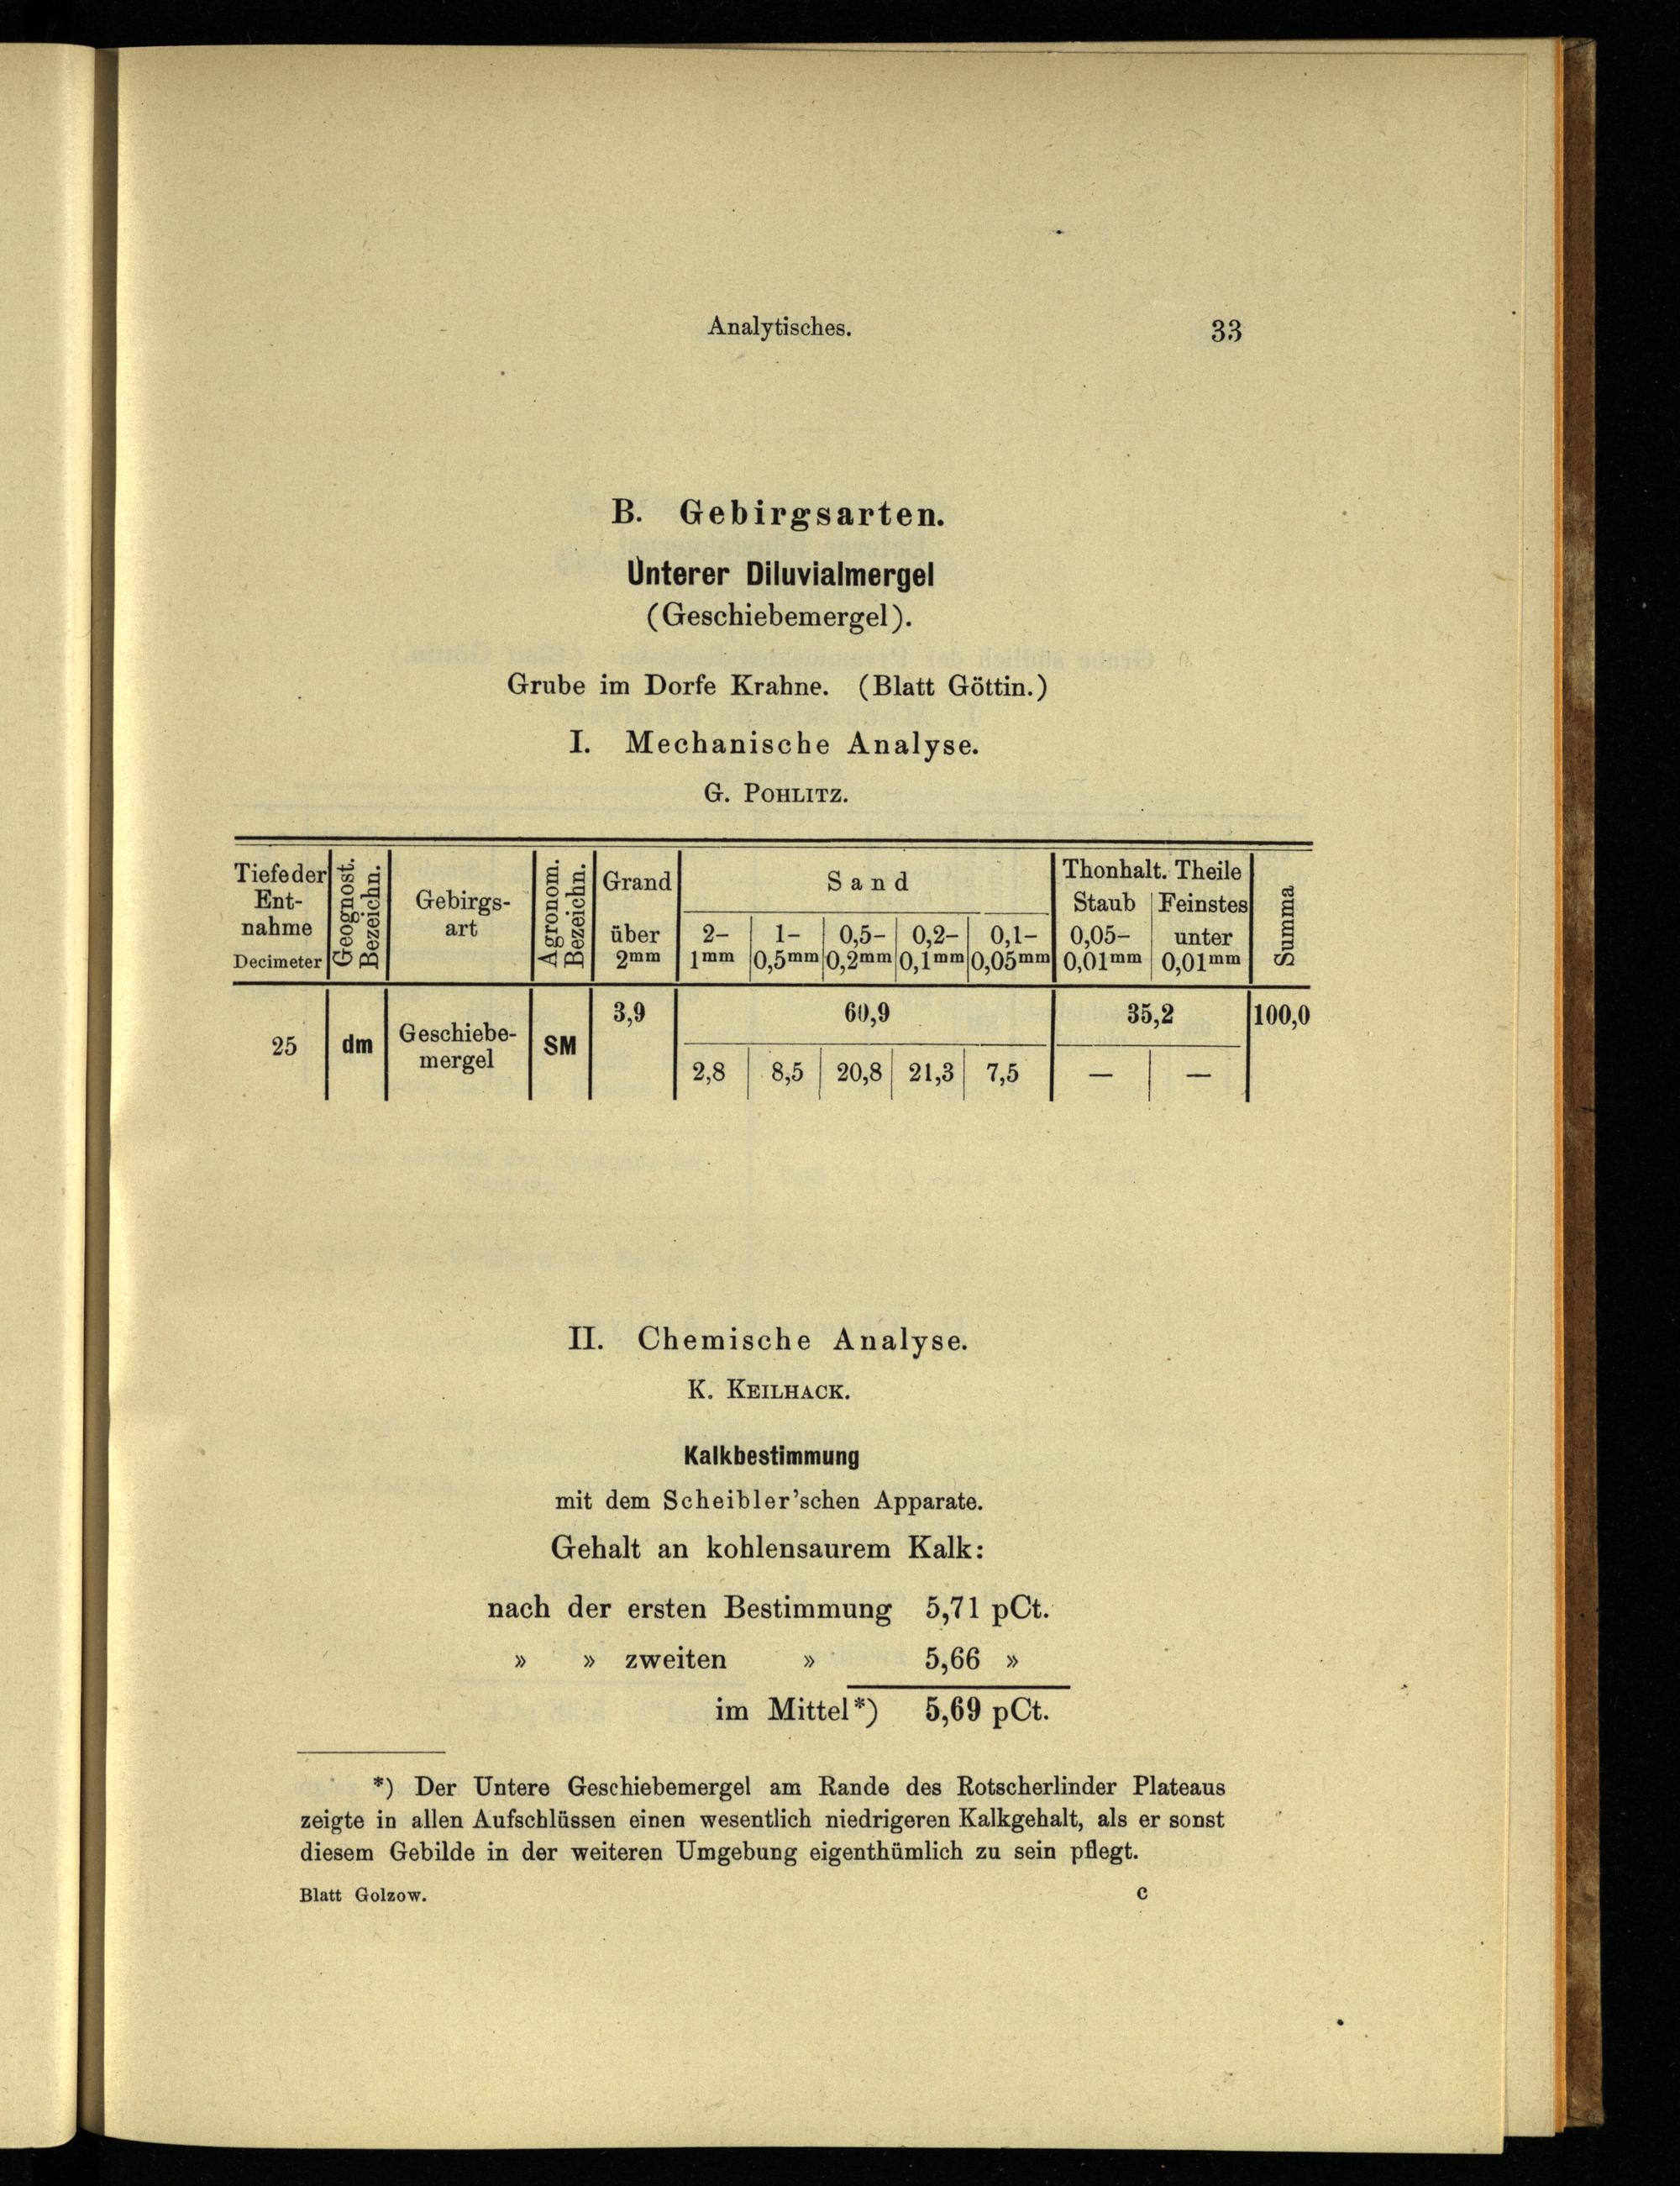 Analytisches. 33
B. Gebirgsarten.
Unterer Diluvialmergel
(Geschiebemergel).
Grube im Dorfe Krahne. (Blatt Göttin.)
I. Mechanische Analyse.
G. POHLITZ.
Tiefe der Ent- nahme Decimeter | Geognost. Bezeichn. | Gebirgs- art | Agronom. Bezeichn. | Grand über 2mm | Sand 2- 1mm | 1- 0,5mm | 0,5- 0,2mm | 0,2- 0,1mm | 0,1- 0,05mm | Thonhalt. Theile Staub 0,05- 0,01mm | Feinstes unter 0,01mm | Summa
25 | dm | Geschiebe- mergel | SM | 3,9 | 60,9 | 35,2 | 100,0
2,8 | 8,5 | 20,8 | 21,3 | 7,5 | — | —
II. Chemische Analyse.
K. KEILHACK.
Kalkbestimmung
mit dem Scheibler'schen Apparate.
Gehalt an kohlensaurem Kalk:
nach der ersten Bestimmung 5,71 pCt.
» » zweiten » 5,66 »
im Mittel*) 5,69 pCt.
*) Der Untere Geschiebemergel am Rande des Rotscherlinder Plateaus
zeigte in allen Aufschlüssen einen wesentlich niedrigeren Kalkgehalt, als er sonst
diesem Gebilde in der weiteren Umgebung eigenthümlich zu sein pflegt.
Blatt Golzow. c